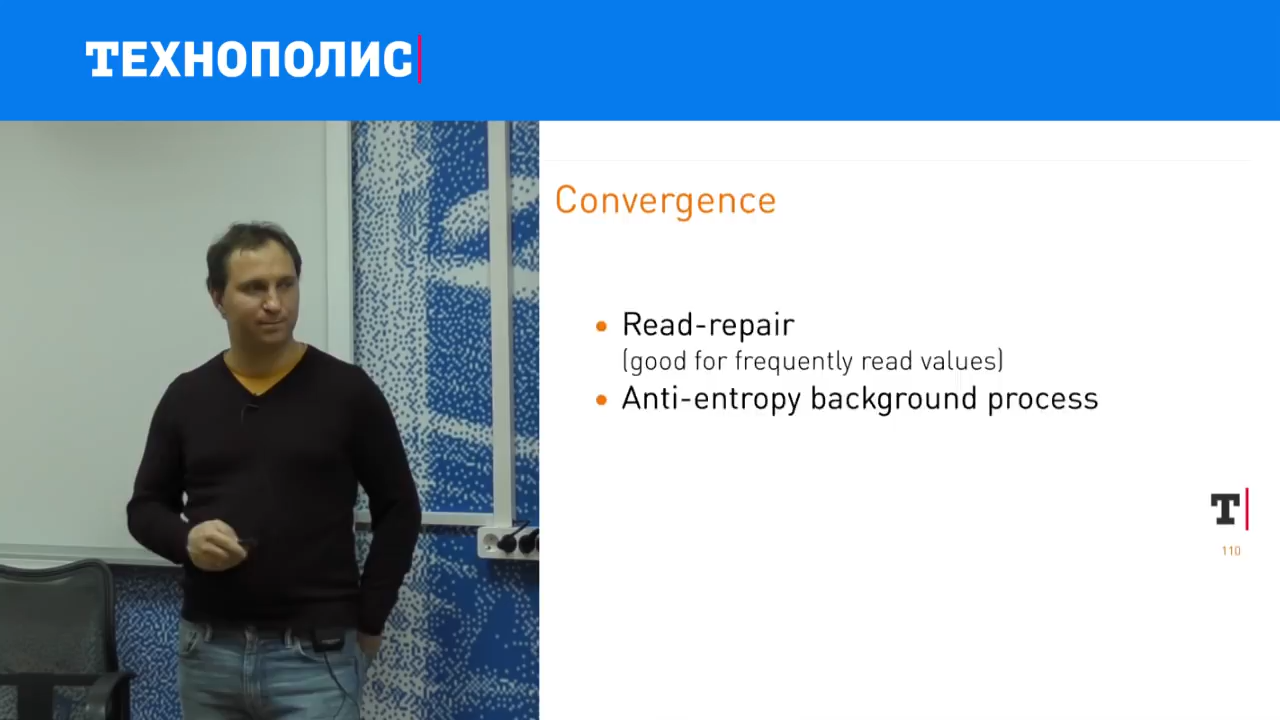 ТЕХНОПОЛИС
Convergence
• Read-repair
(good for frequently read values)
• Anti-entropy background process
T
110